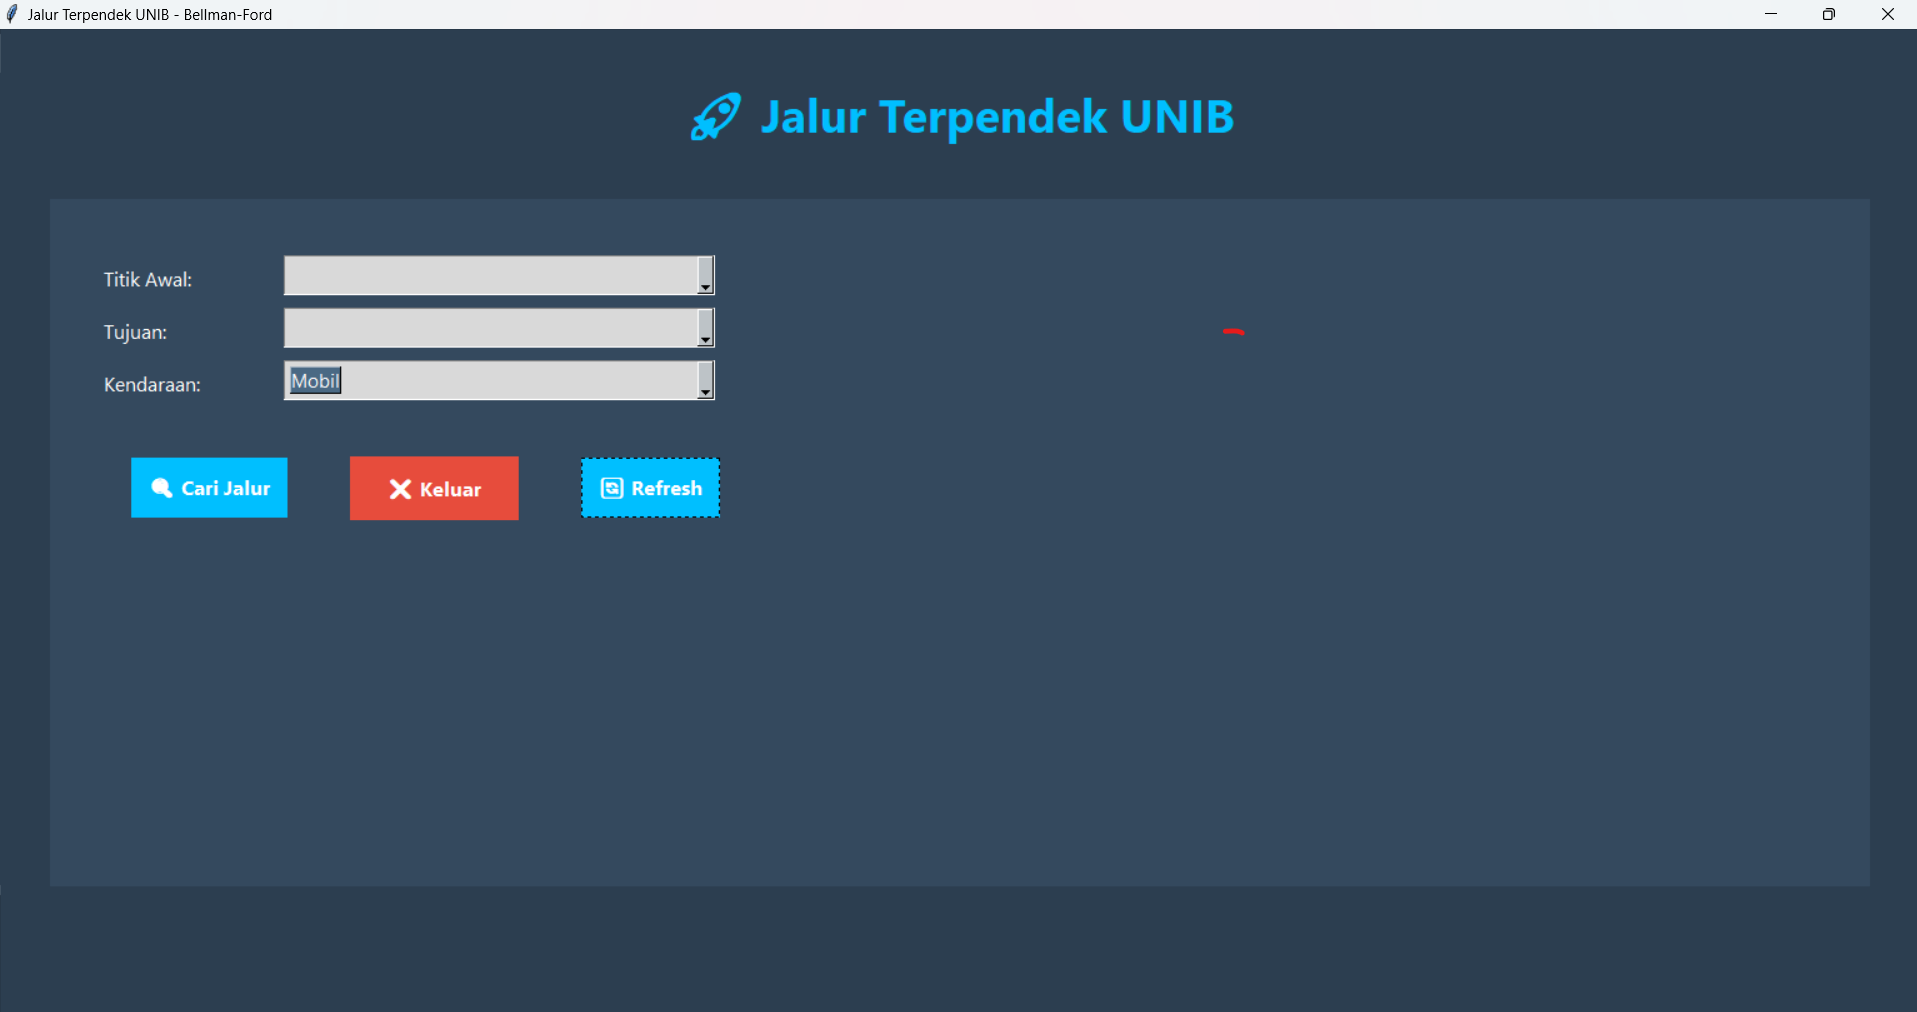 Jalur Terpendek UNIB - Bellman-Ford
Jalur Terpendek UNIB
Titik Awal:
Tujuan:
Kendaraan: Mobil
Cari Jalur Keluar Refresh